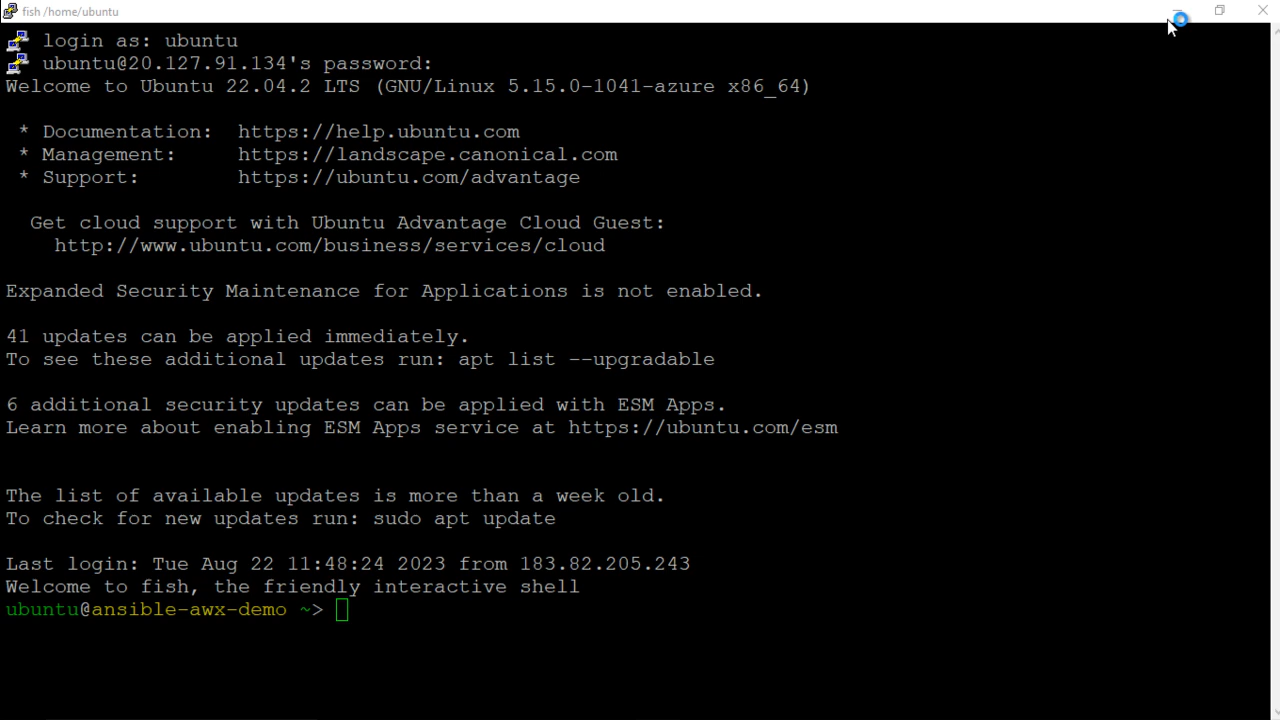 fish /home/ubuntu
login as: ubuntu
ubuntu@20.127.91.134's password:
Welcome to Ubuntu 22.04.2 LTS (GNU/Linux 5.15.0-1041-azure x86_64)
* Documentation:  https://help.ubuntu.com
* Management:     https://landscape.canonical.com
* Support:        https://ubuntu.com/advantage
Get cloud support with Ubuntu Advantage Cloud Guest:
http://www.ubuntu.com/business/services/cloud
Expanded Security Maintenance for Applications is not enabled.
41 updates can be applied immediately.
To see these additional updates run: apt list --upgradable
6 additional security updates can be applied with ESM Apps.
Learn more about enabling ESM Apps service at https://ubuntu.com/esm
The list of available updates is more than a week old.
To check for new updates run: sudo apt update
Last login: Tue Aug 22 11:48:24 2023 from 183.82.205.243
Welcome to fish, the friendly interactive shell
ubuntu@ansible-awx-demo ~>